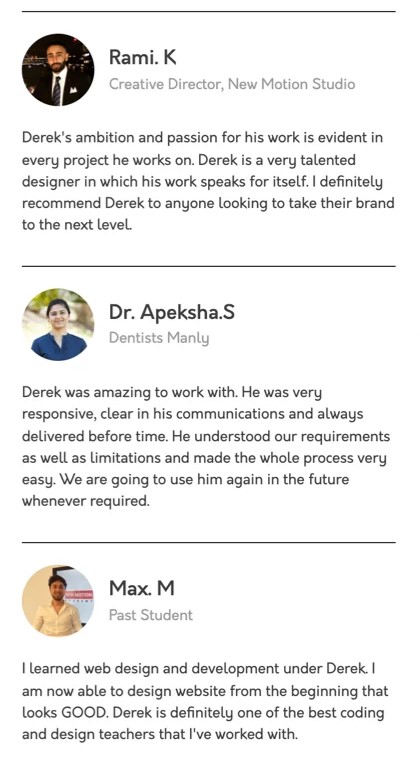 Rami. K
Creative Director, New Motion Studio
Derek's ambition and passion for his work is evident in
every project he works on. Derek is a very talented
designer in which his work speaks for itself. I definitely
recommend Derek to anyone looking to take their brand
to the next level.
Dr. Apeksha.S
Dentists Manly
Derek was amazing to work with. He was very
responsive, clear in his communications and always
delivered before time. He understood our requirements
as well as limitations and made the whole process very
easy. We are going to use him again in the future
whenever required.
Max. M
Past Student
I learned web design and development under Derek. I
am now able to design website from the beginning that
looks GOOD. Derek is definitely one of the best coding
and design teachers that I've worked with.